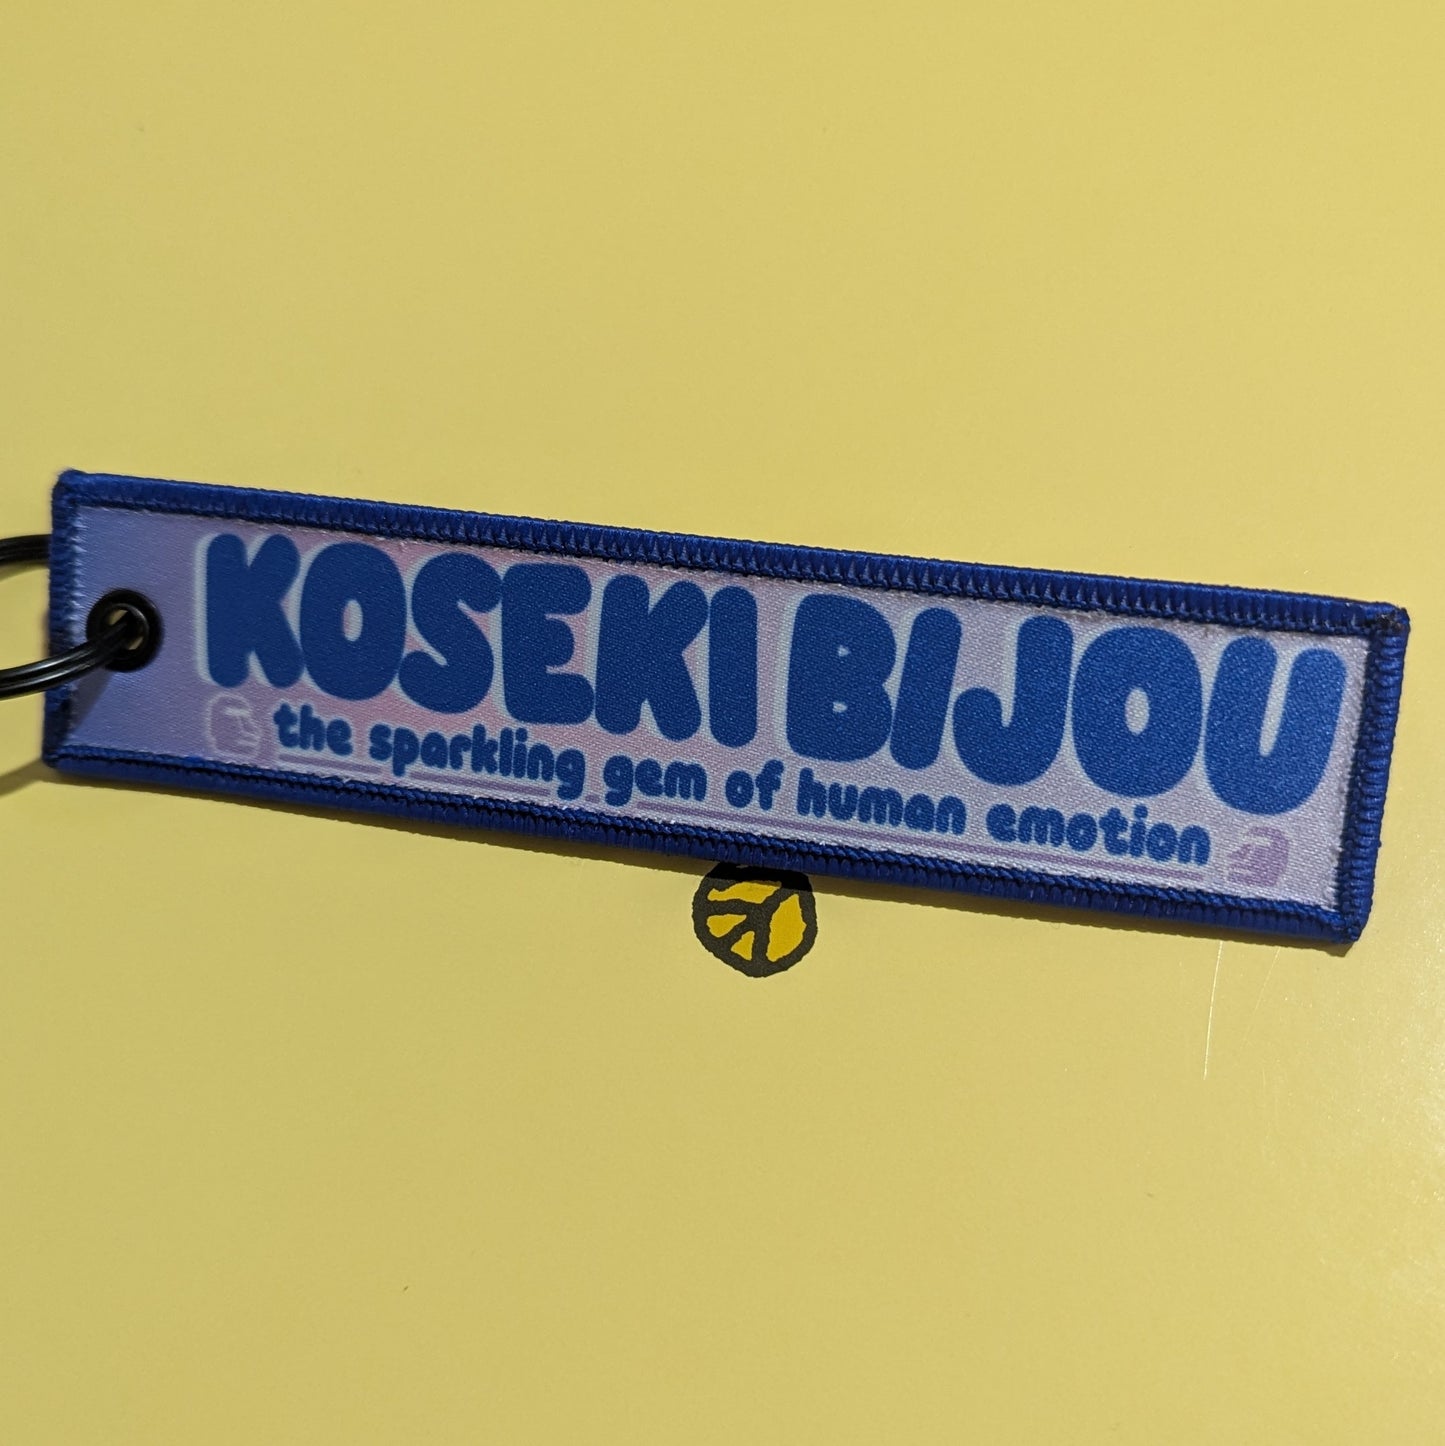 KOSEKI BIJOU
the sparkling gem of human emotion